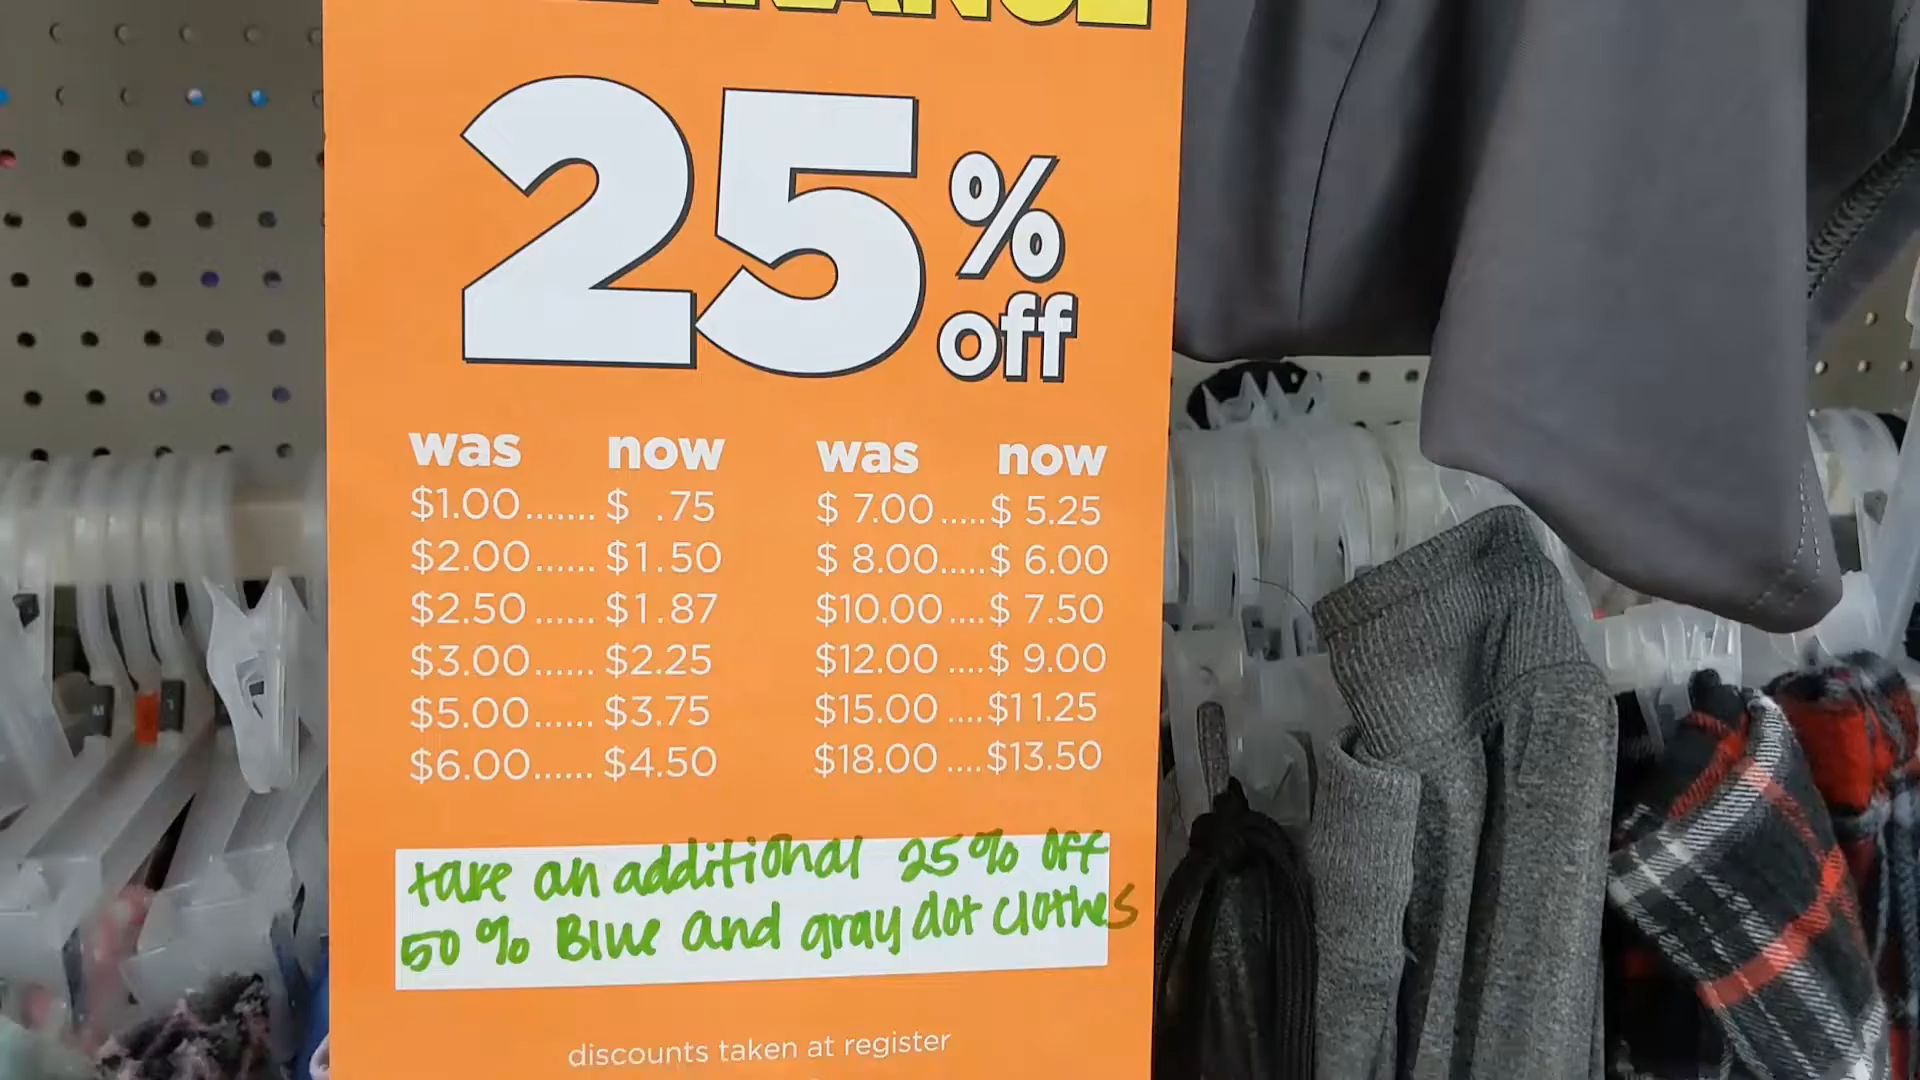 25% off
was now was now
$1.00....... $ .75 $ 7.00.....$ 5.25
$2.00...... $1.50 $ 8.00.....$ 6.00
$2.50...... $1.87 $10.00....$ 7.50
$3.00...... $2.25 $12.00....$ 9.00
$5.00...... $3.75 $15.00....$11.25
$6.00...... $4.50 $18.00....$13.50
take an additional 25% off
50% Blue and gray dot clothes
discounts taken at register